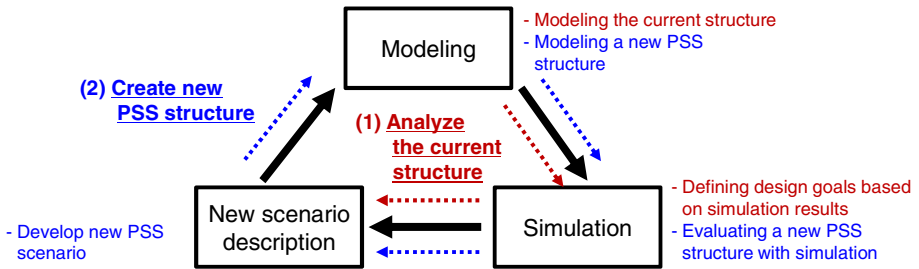 Modeling
- Modeling the current structure
- Modeling a new PSS
structure
(2) Create new
PSS structure
(1) Analyze
the current
structure
New scenario
description
- Develop new PSS
scenario
Simulation
- Defining design goals based
on simulation results
- Evaluating a new PSS
structure with simulation